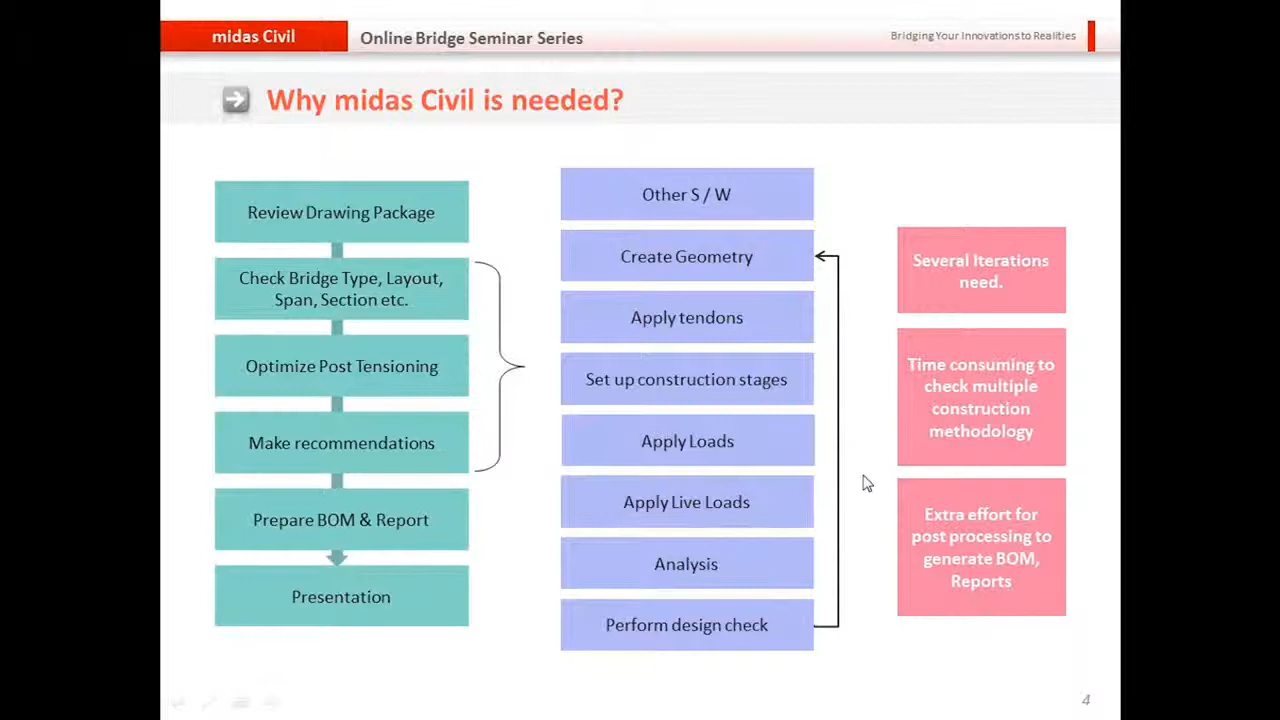 midas Civil
Online Bridge Seminar Series
Bridging Your Innovations to Realities
Why midas Civil is needed?
Review Drawing Package
Check Bridge Type, Layout,
Span, Section etc.
Optimize Post Tensioning
Make recommendations
Prepare BOM & Report
Presentation
Other S / W
Create Geometry
Apply tendons
Set up construction stages
Apply Loads
Apply Live Loads
Analysis
Perform design check
Several Iterations
need.
Time consuming to
check multiple
construction
methodology
Extra effort for
post processing to
generate BOM,
Reports
4